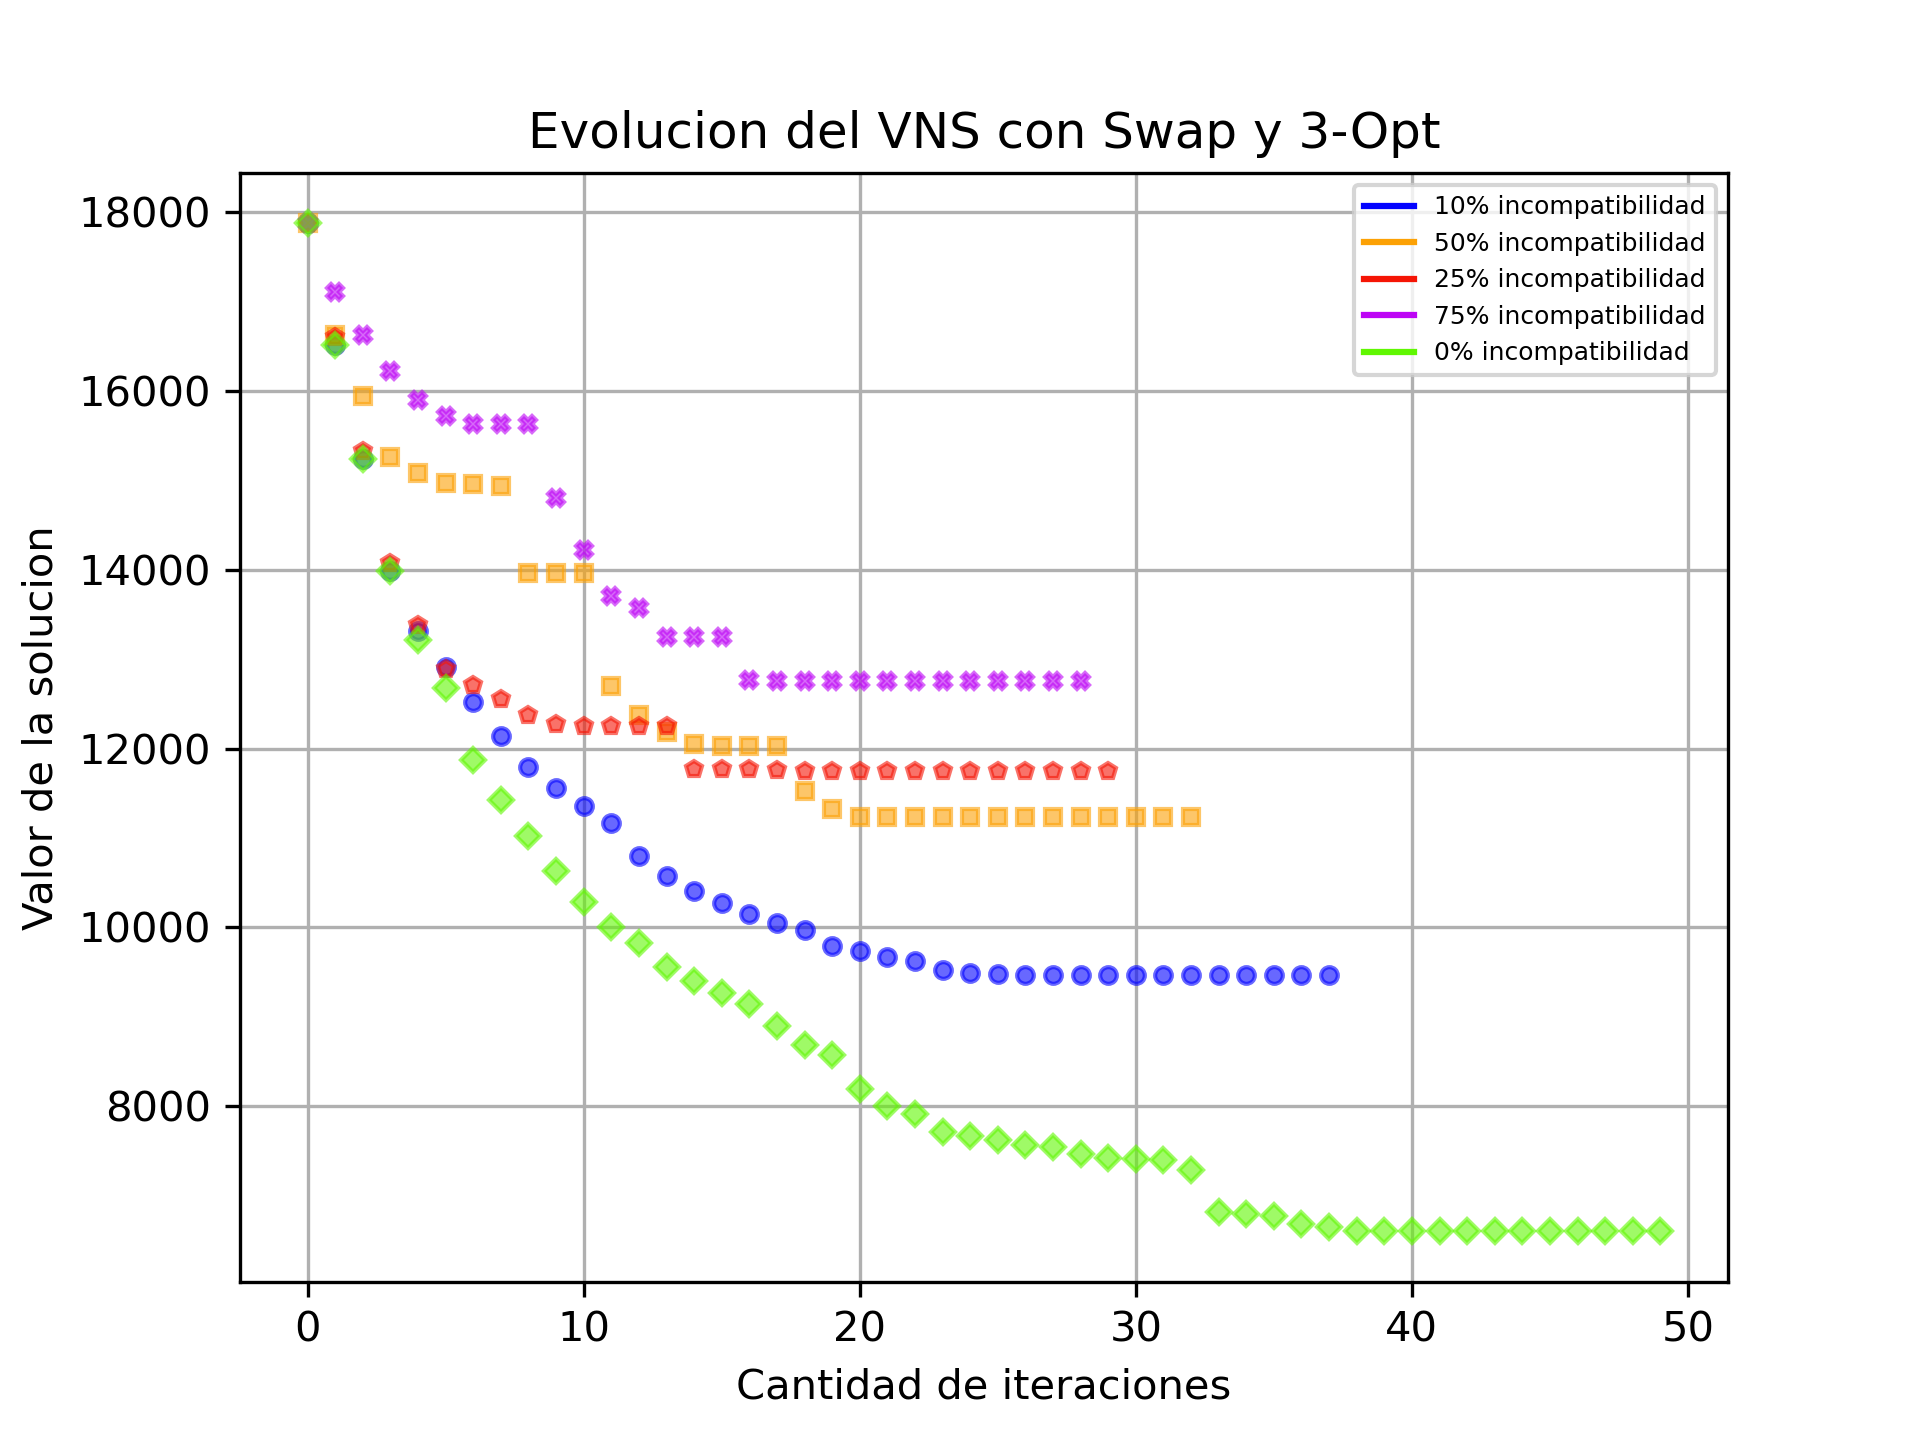 Evolucion del VNS con Swap y 3-Opt
18000
16000
14000
12000
10000
8000
Valor de la solucion
10% incompatibilidad
50% incompatibilidad
25% incompatibilidad
75% incompatibilidad
0% incompatibilidad
0
10
20
30
40
50
Cantidad de iteraciones